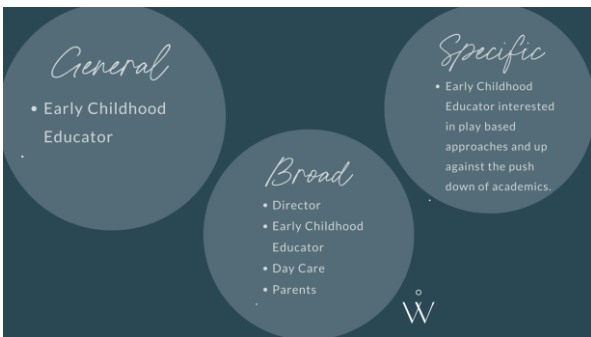 General
• Early Childhood
Educator
Broad
• Director
• Early Childhood
Educator
• Day Care
• Parents
Specific
• Early Childhood
Educator interested
in play based
approaches and up
against the push
down of academics.
W